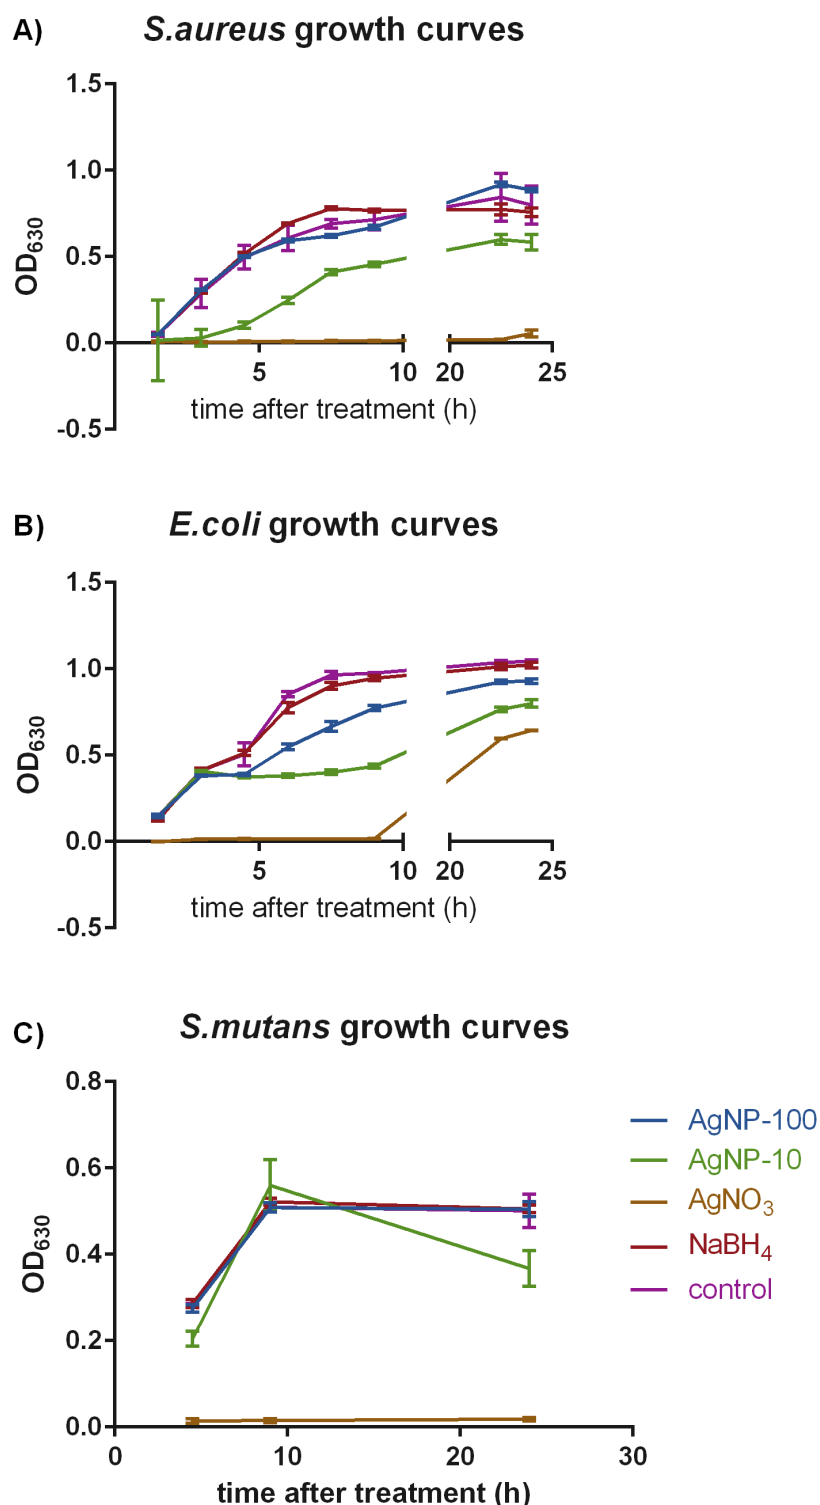 A)
S.aureus growth curves
1.5
1.0
0.5
0.0
-0.5
OD630
5 10 20 25
time after treatment (h)
B)
E.coli growth curves
1.5
1.0
0.5
0.0
-0.5
OD630
5 10 20 25
time after treatment (h)
C)
S.mutans growth curves
0.8
0.6
0.4
0.2
0.0
OD630
0 10 20 30
time after treatment (h)
AgNP-100
AgNP-10
AgNO3
NaBH4
control